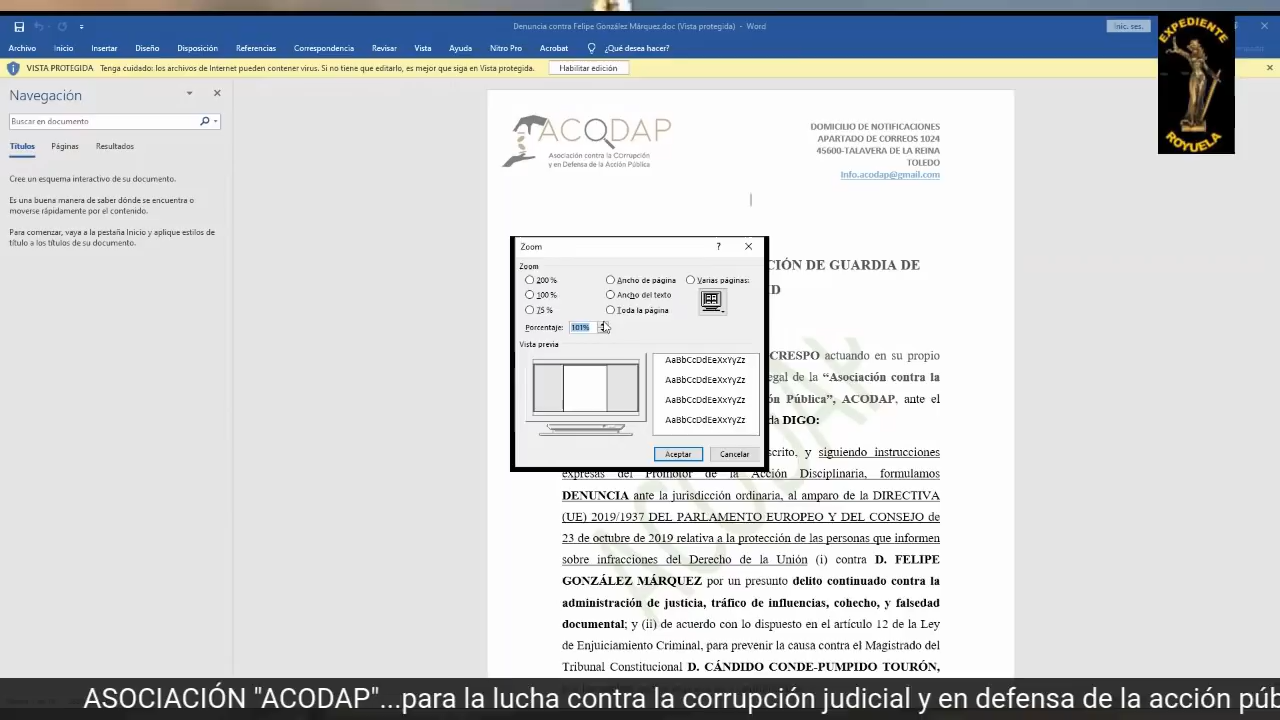 Denuncia contra Felipe González Márquez.doc (Vista protegida) - Word
Inic. ses.
Archivo Inicio Insertar Diseño Disposición Referencias Correspondencia Revisar Vista Ayuda Nitro Pro Acrobat ¿Qué desea hacer?
EXPEDIENTE
ROYUELA
VISTA PROTEGIDA Tenga cuidado: los archivos de Internet pueden contener virus. Si no tiene que editarlo, es mejor que siga en Vista protegida. Habilitar edición
Navegación
Buscar en documento
Títulos Páginas Resultados
Cree un esquema interactivo de su documento.
Es una buena manera de saber dónde se encuentra o
moverse rápidamente por el contenido.
Para comenzar, vaya a la pestaña Inicio y aplique estilos de
título a los títulos de su documento.
ACODAP
Asociación contra la Corrupción
y en Defensa de la Acción Pública
DOMICILIO DE NOTIFICACIONES
APARTADO DE CORREOS 1024
45600-TALAVERA DE LA REINA
TOLEDO
Info.acodap@gmail.com
Zoom ?
Zoom
200 % Ancho de página Varias páginas:
100 % Ancho del texto
75 % Toda la página
Porcentaje: 101%
Vista previa
AaBbCcDdEeXxYyZz
AaBbCcDdEeXxYyZz
AaBbCcDdEeXxYyZz
AaBbCcDdEeXxYyZz
Aceptar Cancelar
CIÓN DE GUARDIA DE
D
CRESPO actuando en su propio
egal de la “Asociación contra la
ón Pública”, ACODAP, ante el
da DIGO:
scrito, y siguiendo instrucciones
expresas del Promotor de la Acción Disciplinaria, formulamos
DENUNCIA ante la jurisdicción ordinaria, al amparo de la DIRECTIVA
(UE) 2019/1937 DEL PARLAMENTO EUROPEO Y DEL CONSEJO de
23 de octubre de 2019 relativa a la protección de las personas que informen
sobre infracciones del Derecho de la Unión (i) contra D. FELIPE
GONZÁLEZ MÁRQUEZ por un presunto delito continuado contra la
administración de justicia, tráfico de influencias, cohecho, y falsedad
documental; y (ii) de acuerdo con lo dispuesto en el artículo 12 de la Ley
de Enjuiciamiento Criminal, para prevenir la causa contra el Magistrado del
Tribunal Constitucional D. CÁNDIDO CONDE-PUMPIDO TOURÓN,
ACODAP
ASOCIACIÓN "ACODAP"...para la lucha contra la corrupción judicial y en defensa de la acción púb